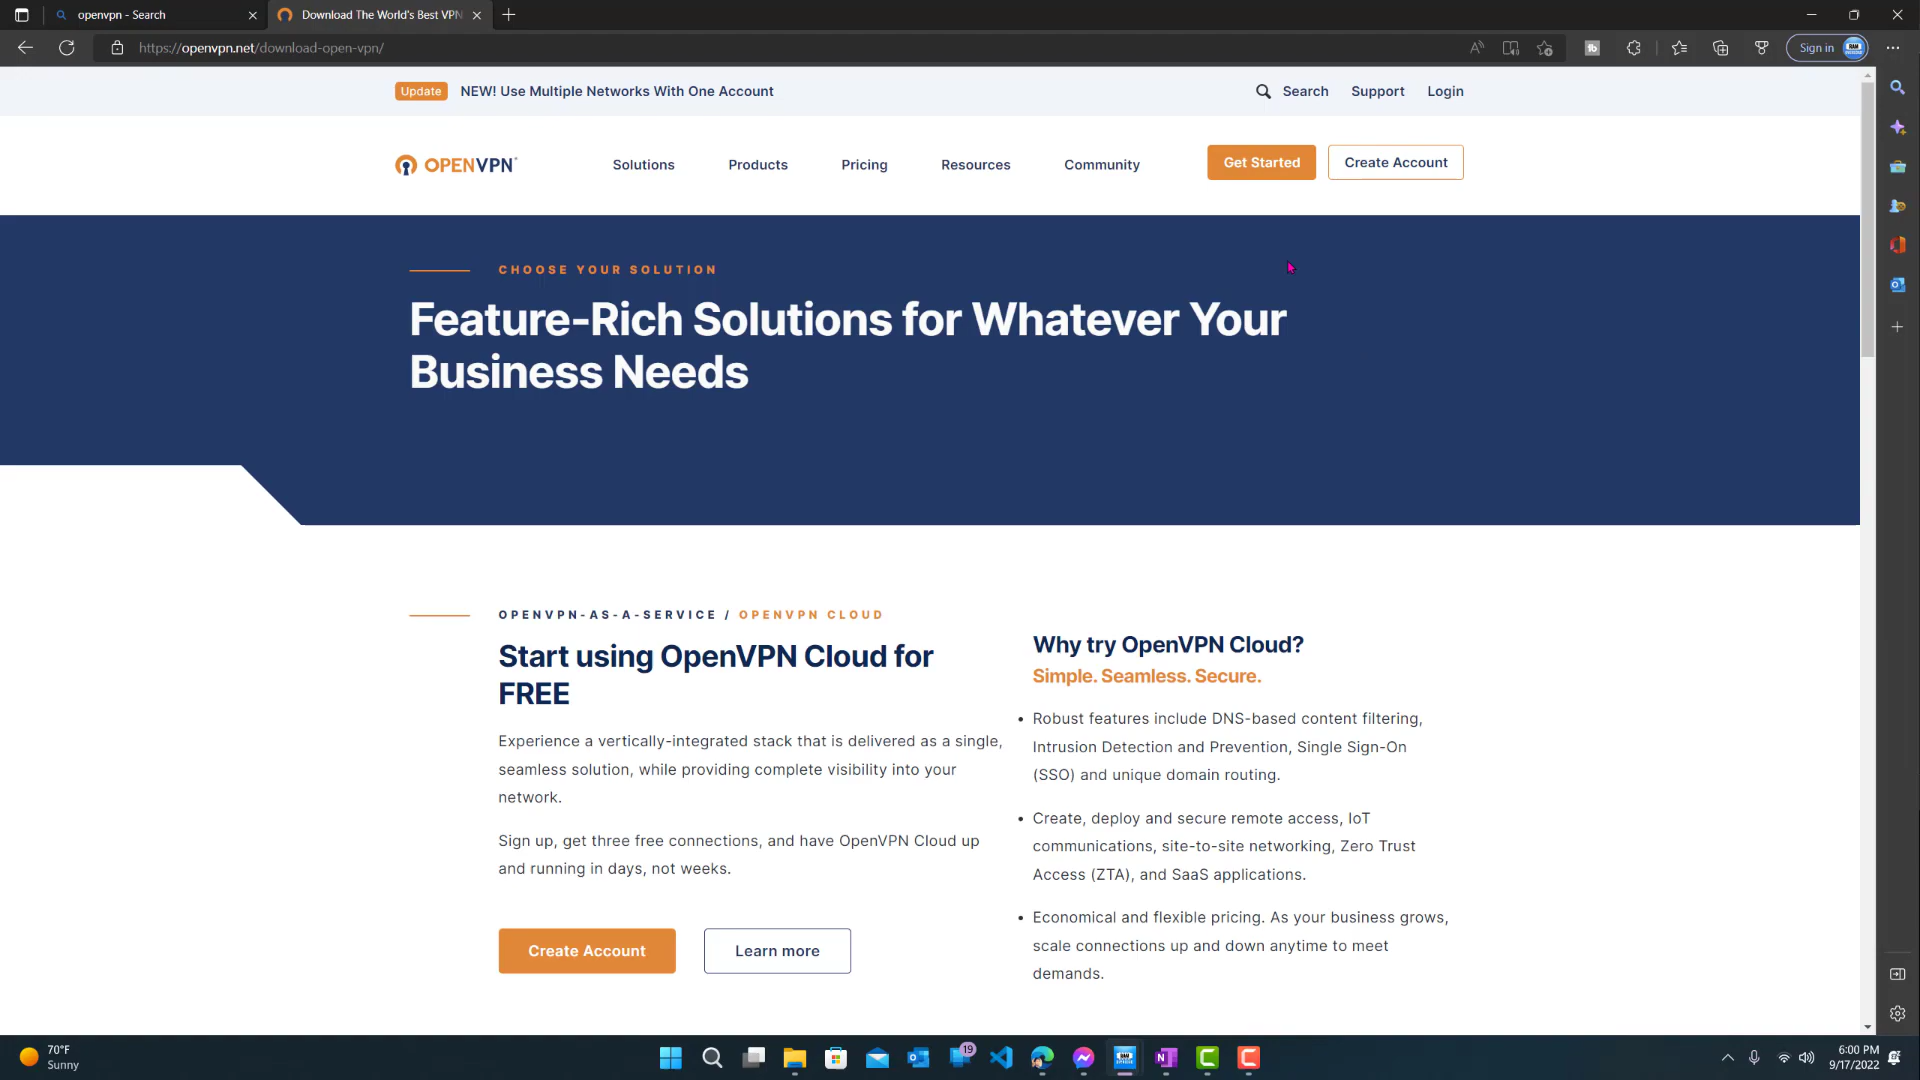 openvpn - Search
Download The World's Best VPN
https://openvpn.net/download-open-vpn/
Sign in
Update NEW! Use Multiple Networks With One Account
Search Support Login
OPENVPN
Solutions Products Pricing Resources Community
Get Started Create Account
CHOOSE YOUR SOLUTION
Feature-Rich Solutions for Whatever Your
Business Needs
OPENVPN-AS-A-SERVICE / OPENVPN CLOUD
Start using OpenVPN Cloud for
FREE
Experience a vertically-integrated stack that is delivered as a single,
seamless solution, while providing complete visibility into your
network.
Sign up, get three free connections, and have OpenVPN Cloud up
and running in days, not weeks.
Create Account Learn more
Why try OpenVPN Cloud?
Simple. Seamless. Secure.
• Robust features include DNS-based content filtering,
Intrusion Detection and Prevention, Single Sign-On
(SSO) and unique domain routing.
• Create, deploy and secure remote access, IoT
communications, site-to-site networking, Zero Trust
Access (ZTA), and SaaS applications.
• Economical and flexible pricing. As your business grows,
scale connections up and down anytime to meet
demands.
70°F
Sunny
19
6:00 PM
9/17/2022